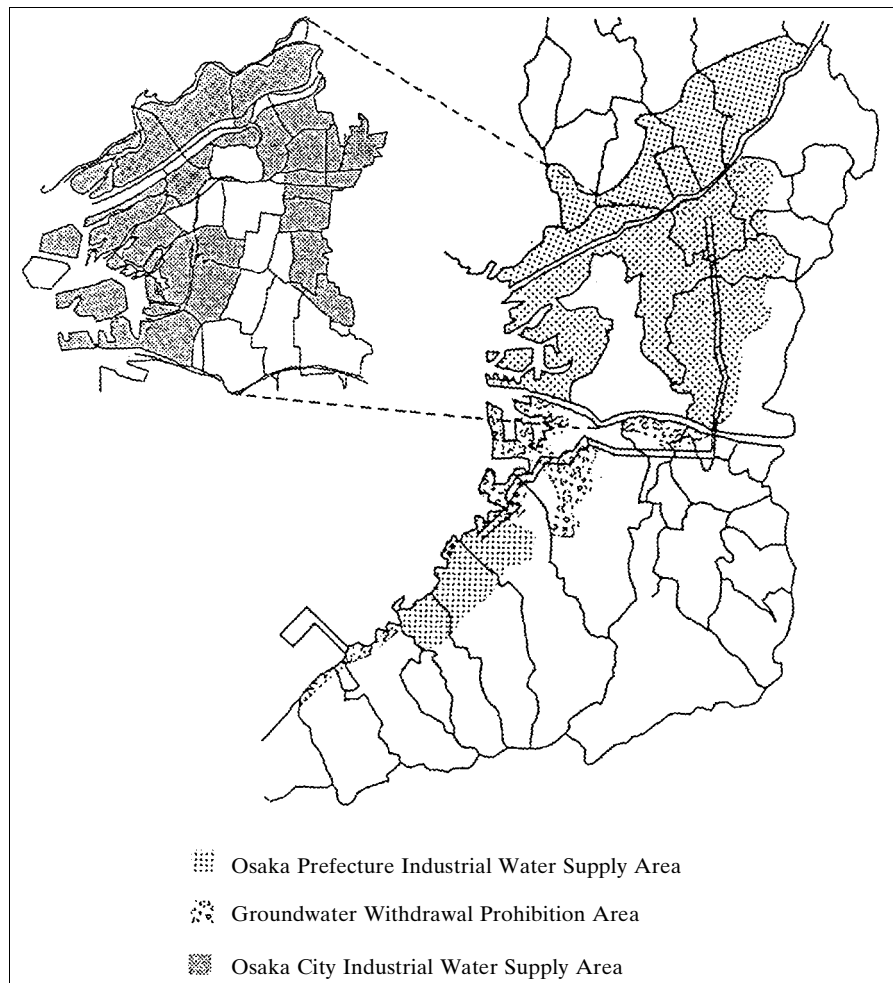 Osaka Prefecture Industrial Water Supply Area
Groundwater Withdrawal Prohibition Area
Osaka City Industrial Water Supply Area